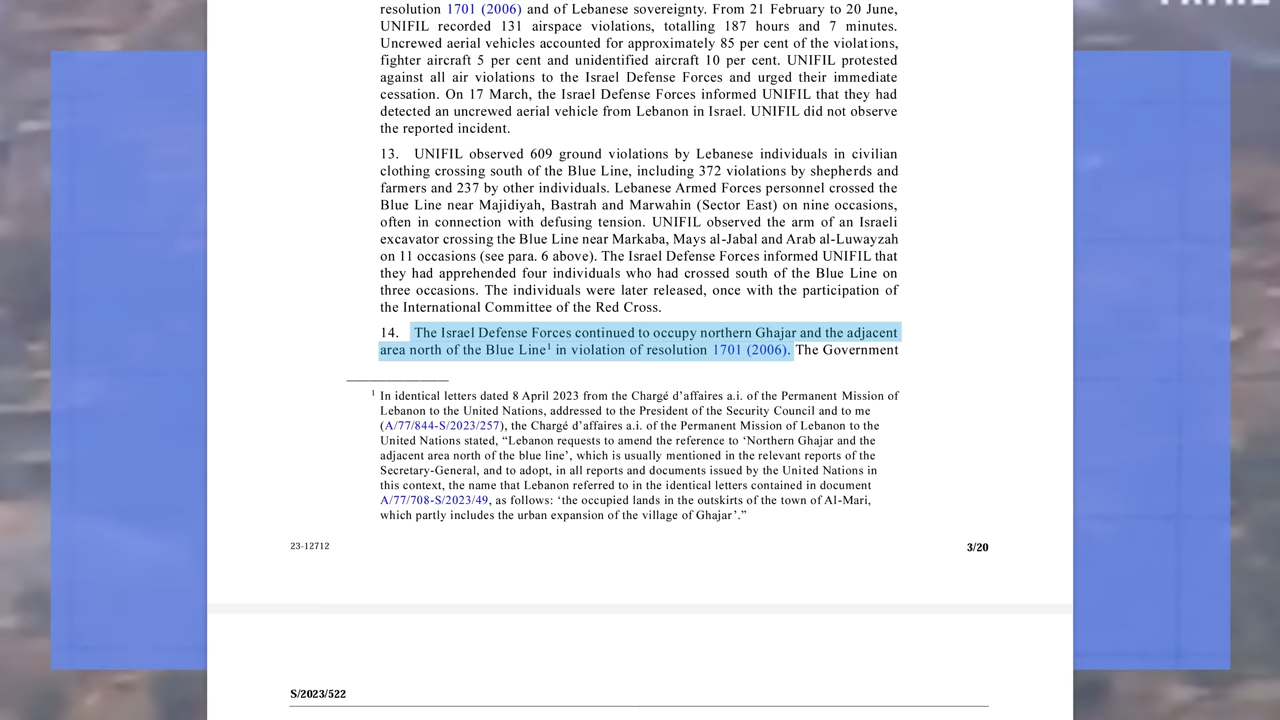 resolution 1701 (2006) and of Lebanese sovereignty. From 21 February to 20 June,
UNIFIL recorded 131 airspace violations, totalling 187 hours and 7 minutes.
Uncrewed aerial vehicles accounted for approximately 85 per cent of the violations,
fighter aircraft 5 per cent and unidentified aircraft 10 per cent. UNIFIL protested
against all air violations to the Israel Defense Forces and urged their immediate
cessation. On 17 March, the Israel Defense Forces informed UNIFIL that they had
detected an uncrewed aerial vehicle from Lebanon in Israel. UNIFIL did not observe
the reported incident.
13. UNIFIL observed 609 ground violations by Lebanese individuals in civilian
clothing crossing south of the Blue Line, including 372 violations by shepherds and
farmers and 237 by other individuals. Lebanese Armed Forces personnel crossed the
Blue Line near Majidiyah, Bastrah and Marwahin (Sector East) on nine occasions,
often in connection with defusing tension. UNIFIL observed the arm of an Israeli
excavator crossing the Blue Line near Markaba, Mays al-Jabal and Arab al-Luwayzah
on 11 occasions (see para. 6 above). The Israel Defense Forces informed UNIFIL that
they had apprehended four individuals who had crossed south of the Blue Line on
three occasions. The individuals were later released, once with the participation of
the International Committee of the Red Cross.
14. The Israel Defense Forces continued to occupy northern Ghajar and the adjacent
area north of the Blue Line¹ in violation of resolution 1701 (2006). The Government
¹ In identical letters dated 8 April 2023 from the Chargé d’affaires a.i. of the Permanent Mission of
Lebanon to the United Nations, addressed to the President of the Security Council and to me
(A/77/844-S/2023/257), the Chargé d’affaires a.i. of the Permanent Mission of Lebanon to the
United Nations stated, “Lebanon requests to amend the reference to ‘Northern Ghajar and the
adjacent area north of the blue line’, which is usually mentioned in the relevant reports of the
Secretary-General, and to adopt, in all reports and documents issued by the United Nations in
this context, the name that Lebanon referred to in the identical letters contained in document
A/77/708-S/2023/49, as follows: ‘the occupied lands in the outskirts of the town of Al-Mari,
which partly includes the urban expansion of the village of Ghajar’.”
23-12712
3/20
S/2023/522